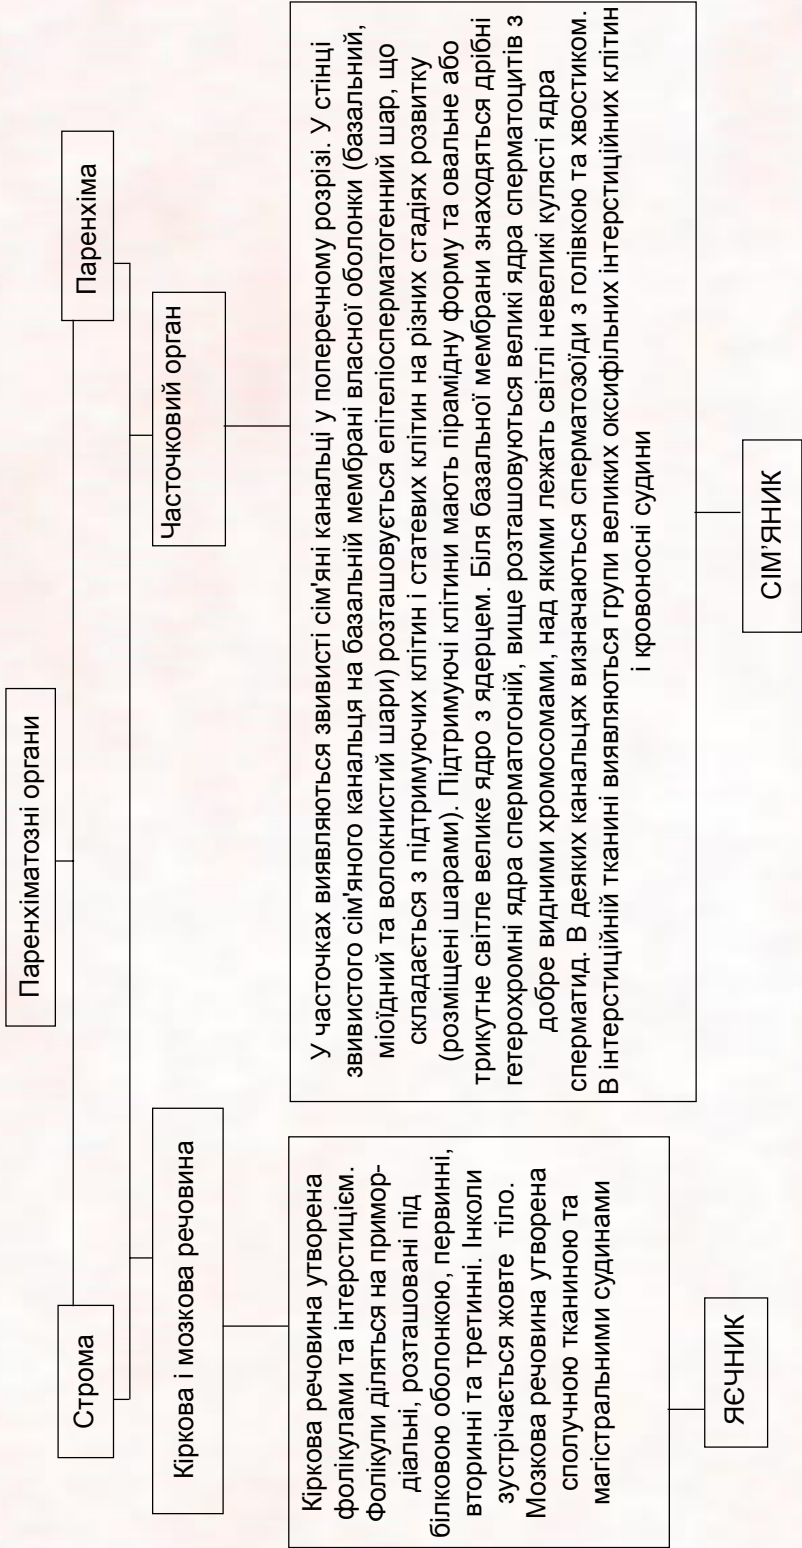 Паренхіматозні органи
Строма
Паренхіма
Кіркова і мозкова речовина
Часточковий орган
Кіркова речовина утворена
фолікулами та інтерстицієм.
Фолікули діляться на примор-
діальні, розташовані під
білковою оболонкою, первинні,
вторинні та третинні. Інколи
зустрічається жовте тіло.
Мозкова речовина утворена
сполучною тканиною та
магістральними судинами
У часточках виявляються звивисті сім'яні канальці у поперечному розрізі. У стінці
звивистого сім'яного канальця на базальній мембрані власної оболонки (базальний,
міоїдний та волокнистий шари) розташовується епітеліосперматогенний шар, що
складається з підтримуючих клітин і статевих клітин на різних стадіях розвитку
(розміщені шарами). Підтримуючі клітини мають пірамідну форму та овальне або
трикутне світле велике ядро з ядерцем. Біля базальної мембрани знаходяться дрібні
гетерохромні ядра сперматогоній, вище розташовуються великі ядра сперматоцитів з
добре видними хромосомами, над якими лежать світлі невеликі кулясті ядра
сперматид. В деяких канальцях визначаються сперматозоїди з голівкою та хвостиком.
В інтерстиційній тканині виявляються групи великих оксифільних інтерстиційних клітин
і кровоносні судини
ЯЄЧНИК
СІМ’ЯНИК